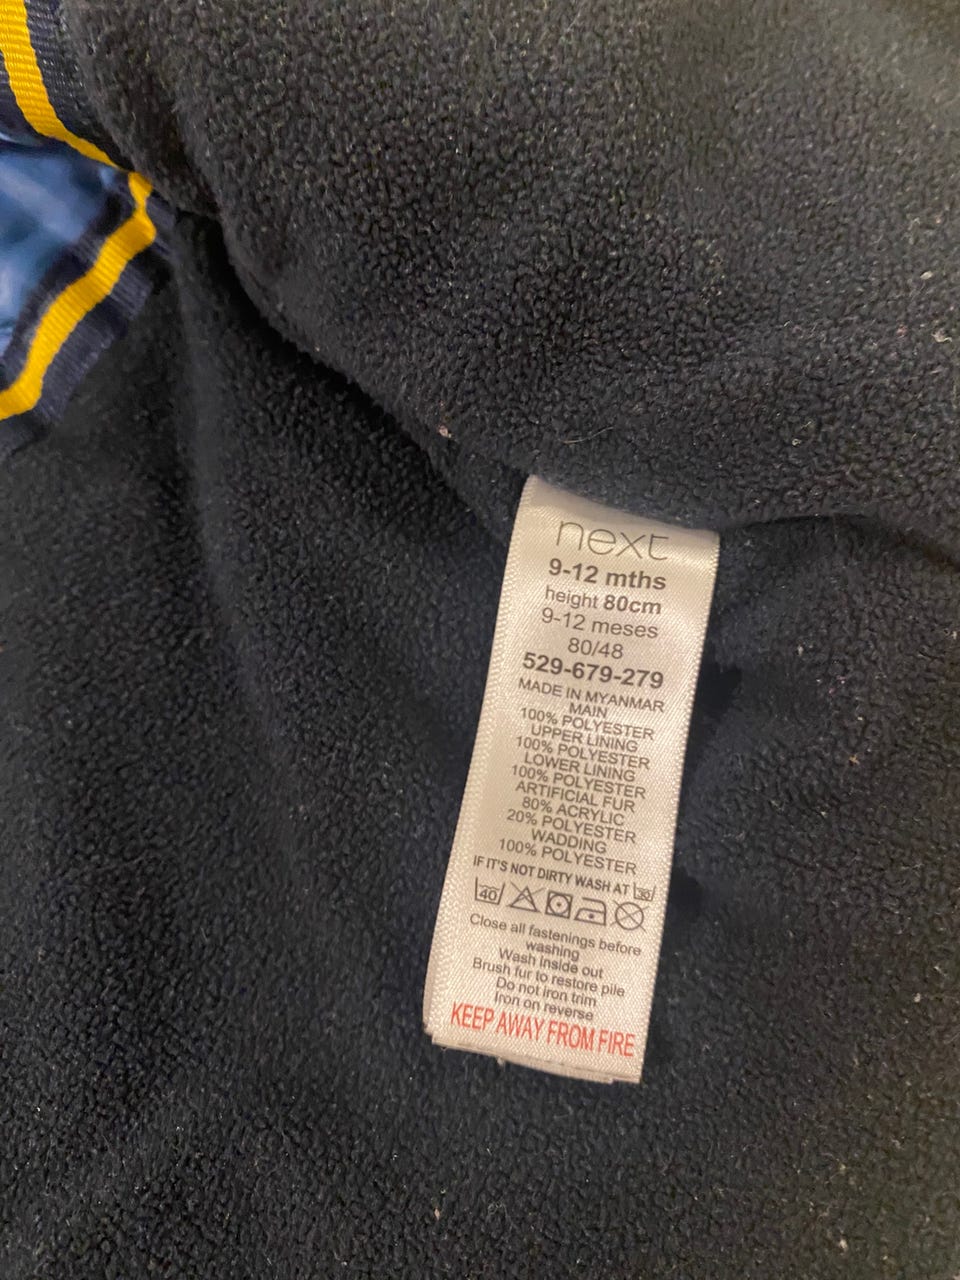 next
9-12 mths
height 80cm
9-12 meses
80/48
529-679-279
MADE IN MYANMAR
MAIN
100% POLYESTER
UPPER LINING
100% POLYESTER
LOWER LINING
100% POLYESTER
ARTIFICIAL FUR
80% ACRYLIC
20% POLYESTER
WADDING
100% POLYESTER
IF IT'S NOT DIRTY WASH AT 30
40
Close all fastenings before
washing
Wash inside out
Brush fur to restore pile
Do not iron trim
Iron on reverse
KEEP AWAY FROM FIRE